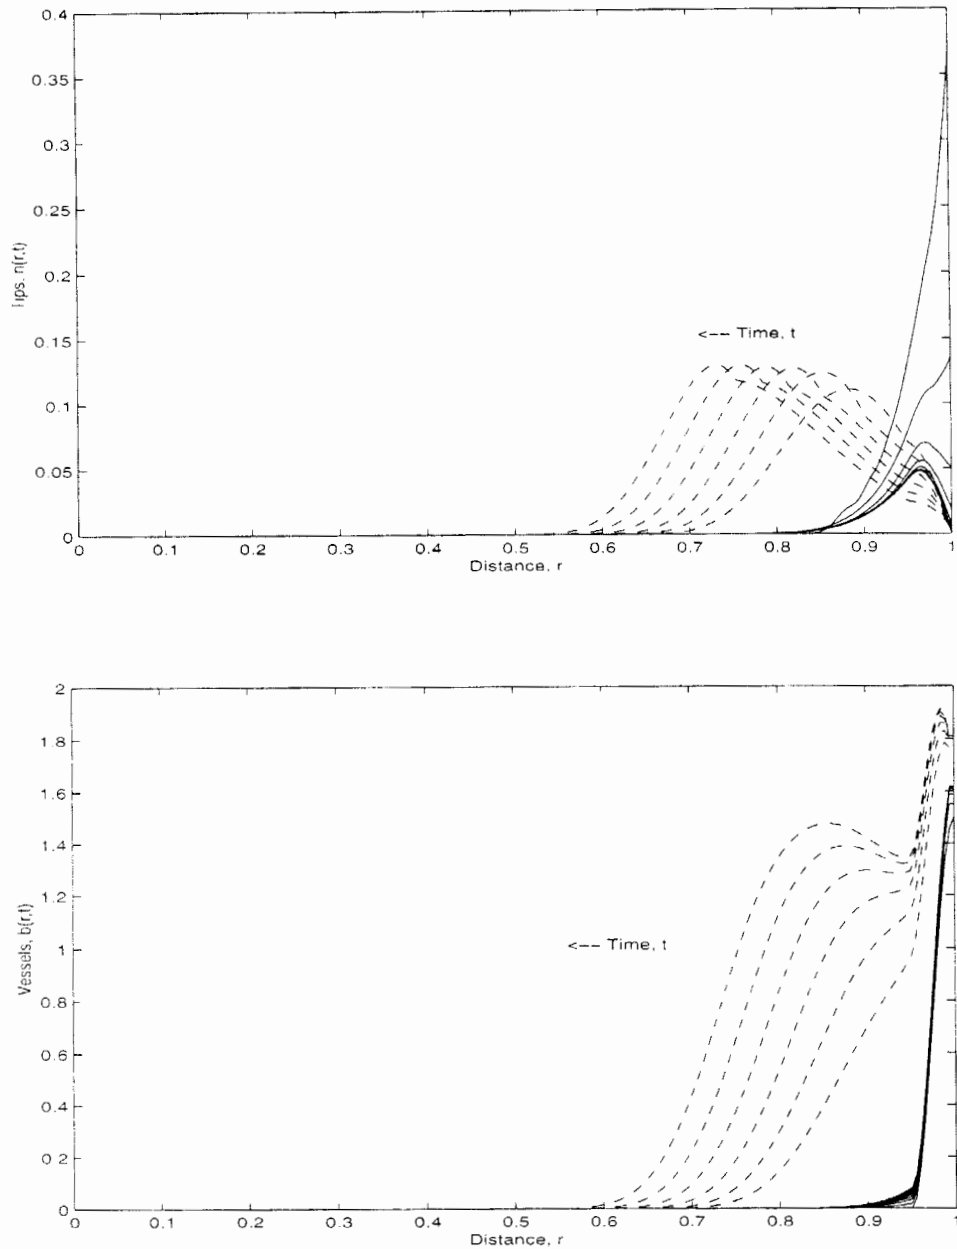 0.4
0.35
0.3
0.25
0.2
0.15
0.1
0.05
0
Tips, n(r,t)
<-- Time, t
0 0.1 0.2 0.3 0.4 0.5 0.6 0.7 0.8 0.9 1
Distance, r
2
1.8
1.6
1.4
1.2
1
0.8
0.6
0.4
0.2
0
Vessels, b(r,t)
<-- Time, t
0 0.1 0.2 0.3 0.4 0.5 0.6 0.7 0.8 0.9 1
Distance, r